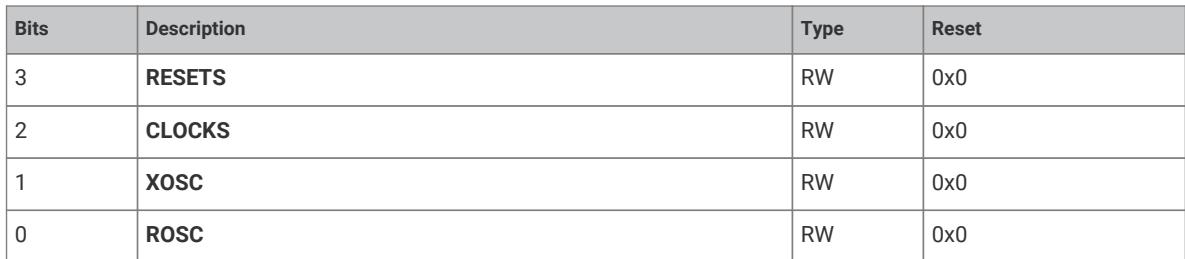 Bits Description Type Reset
3 RESETS RW 0x0
2 CLOCKS RW 0x0
1 XOSC RW 0x0
0 ROSC RW 0x0